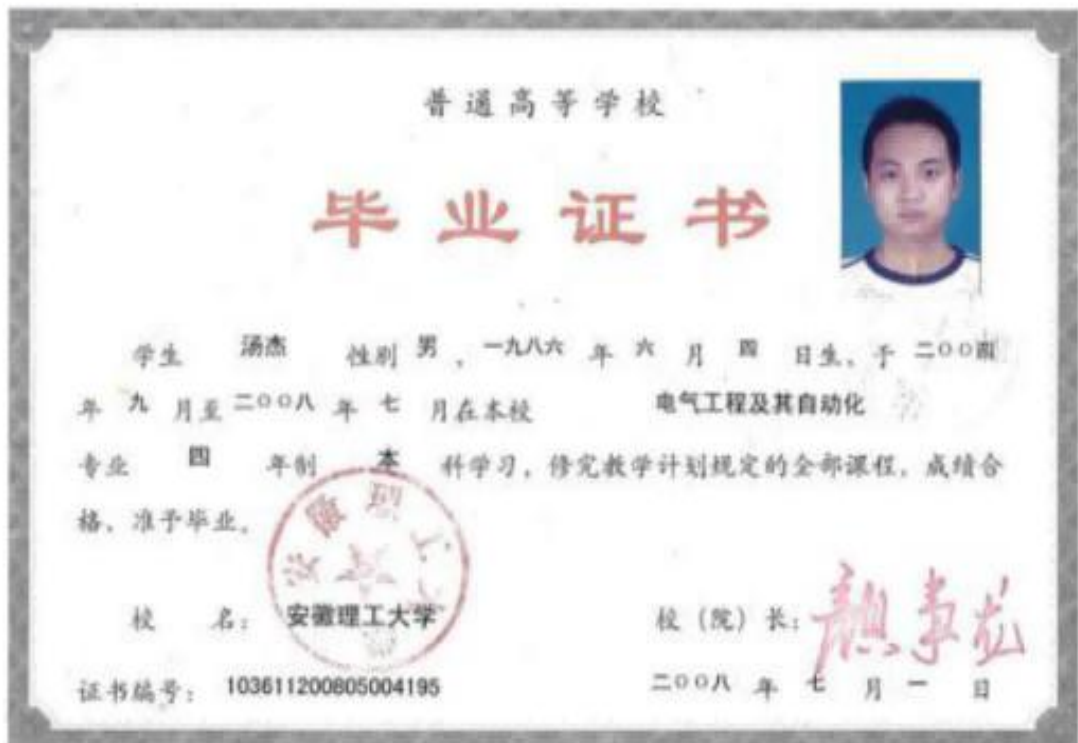 普通高等学校
毕业证书
学生 汤杰 性别 男 , 一九八六 年 六 月 四 日生、于 二〇〇四
年 九 月至 二〇〇八 年 七 月在本校 电气工程及其自动化
专业 四 年制 本 科学习，修完教学计划规定的全部课程，成绩合
格、准予毕业。
校 名： 安徽理工大学 校（院）长：
证书编号： 103611200805004195 二〇〇八 年 七 月 一 日